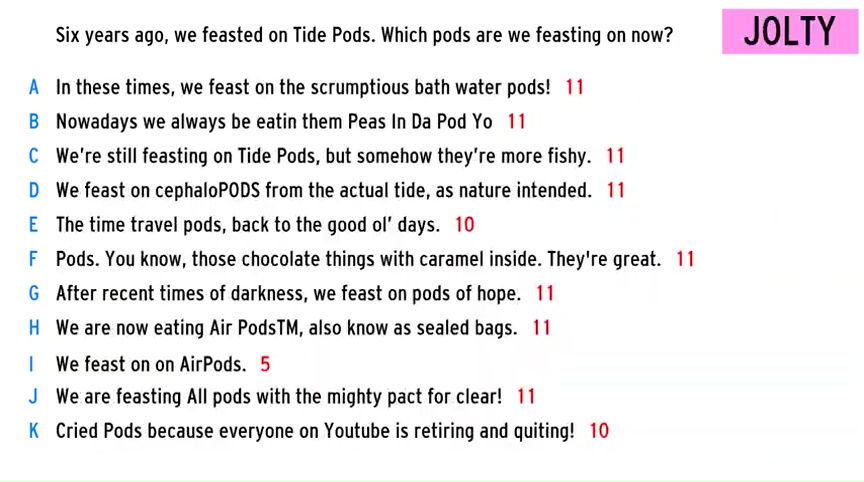 Six years ago, we feasted on Tide Pods. Which pods are we feasting on now?
JOLTY
A In these times, we feast on the scrumptious bath water pods! 11
B Nowadays we always be eatin them Peas In Da Pod Yo 11
C We're still feasting on Tide Pods, but somehow they're more fishy. 11
D We feast on cephaloPODS from the actual tide, as nature intended. 11
E The time travel pods, back to the good ol' days. 10
F Pods. You know, those chocolate things with caramel inside. They're great. 11
G After recent times of darkness, we feast on pods of hope. 11
H We are now eating Air PodsTM, also know as sealed bags. 11
I We feast on on AirPods. 5
J We are feasting All pods with the mighty pact for clear! 11
K Cried Pods because everyone on Youtube is retiring and quiting! 10